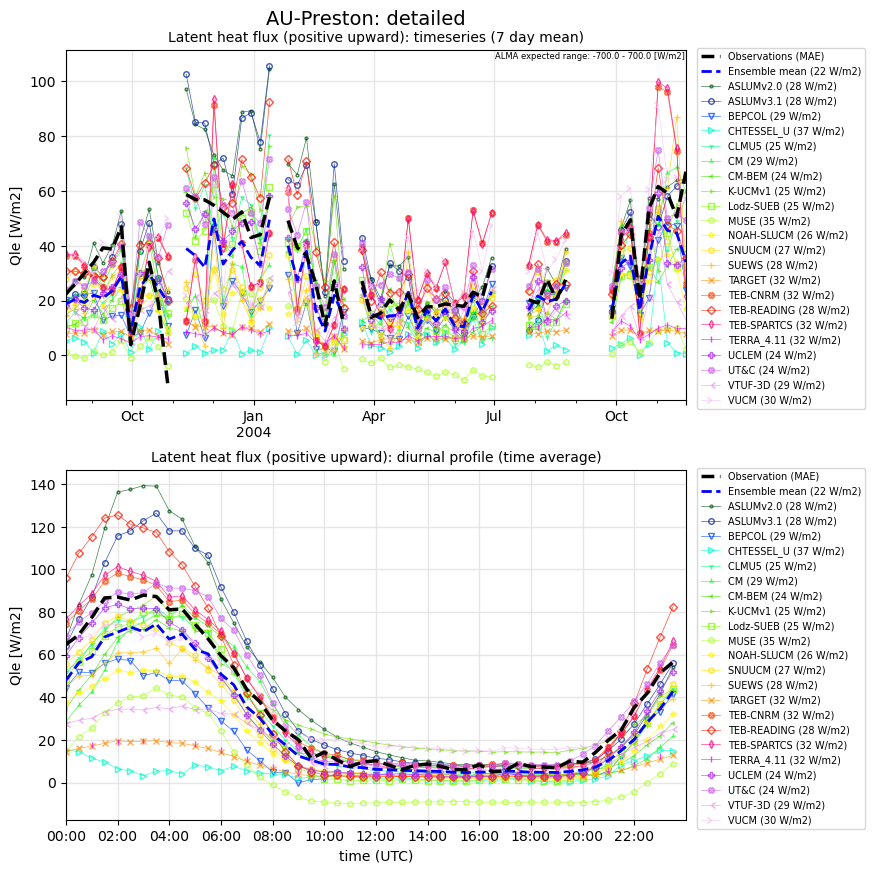 AU-Preston: detailed
Latent heat flux (positive upward): timeseries (7 day mean)
ALMA expected range: -700.0 - 700.0 [W/m2]
Qle [W/m2]
100
80
60
40
20
0
Oct
Jan
2004
Apr
Jul
Oct
Observations (MAE)
Ensemble mean (22 W/m2)
ASLUMv2.0 (28 W/m2)
ASLUMv3.1 (28 W/m2)
BEPCOL (29 W/m2)
CHTESSEL_U (37 W/m2)
CLMU5 (25 W/m2)
CM (29 W/m2)
CM-BEM (24 W/m2)
K-UCMv1 (25 W/m2)
Lodz-SUEB (25 W/m2)
MUSE (35 W/m2)
NOAH-SLUCM (26 W/m2)
SNUUCM (27 W/m2)
SUEWS (28 W/m2)
TARGET (32 W/m2)
TEB-CNRM (32 W/m2)
TEB-READING (28 W/m2)
TEB-SPARTCS (32 W/m2)
TERRA_4.11 (32 W/m2)
UCLEM (24 W/m2)
UT&C (24 W/m2)
VTUF-3D (29 W/m2)
VUCM (30 W/m2)
Latent heat flux (positive upward): diurnal profile (time average)
Qle [W/m2]
140
120
100
80
60
40
20
0
00:00
02:00
04:00
06:00
08:00
10:00
12:00
14:00
16:00
18:00
20:00
22:00
time (UTC)
Observation (MAE)
Ensemble mean (22 W/m2)
ASLUMv2.0 (28 W/m2)
ASLUMv3.1 (28 W/m2)
BEPCOL (29 W/m2)
CHTESSEL_U (37 W/m2)
CLMU5 (25 W/m2)
CM (29 W/m2)
CM-BEM (24 W/m2)
K-UCMv1 (25 W/m2)
Lodz-SUEB (25 W/m2)
MUSE (35 W/m2)
NOAH-SLUCM (26 W/m2)
SNUUCM (27 W/m2)
SUEWS (28 W/m2)
TARGET (32 W/m2)
TEB-CNRM (32 W/m2)
TEB-READING (28 W/m2)
TEB-SPARTCS (32 W/m2)
TERRA_4.11 (32 W/m2)
UCLEM (24 W/m2)
UT&C (24 W/m2)
VTUF-3D (29 W/m2)
VUCM (30 W/m2)